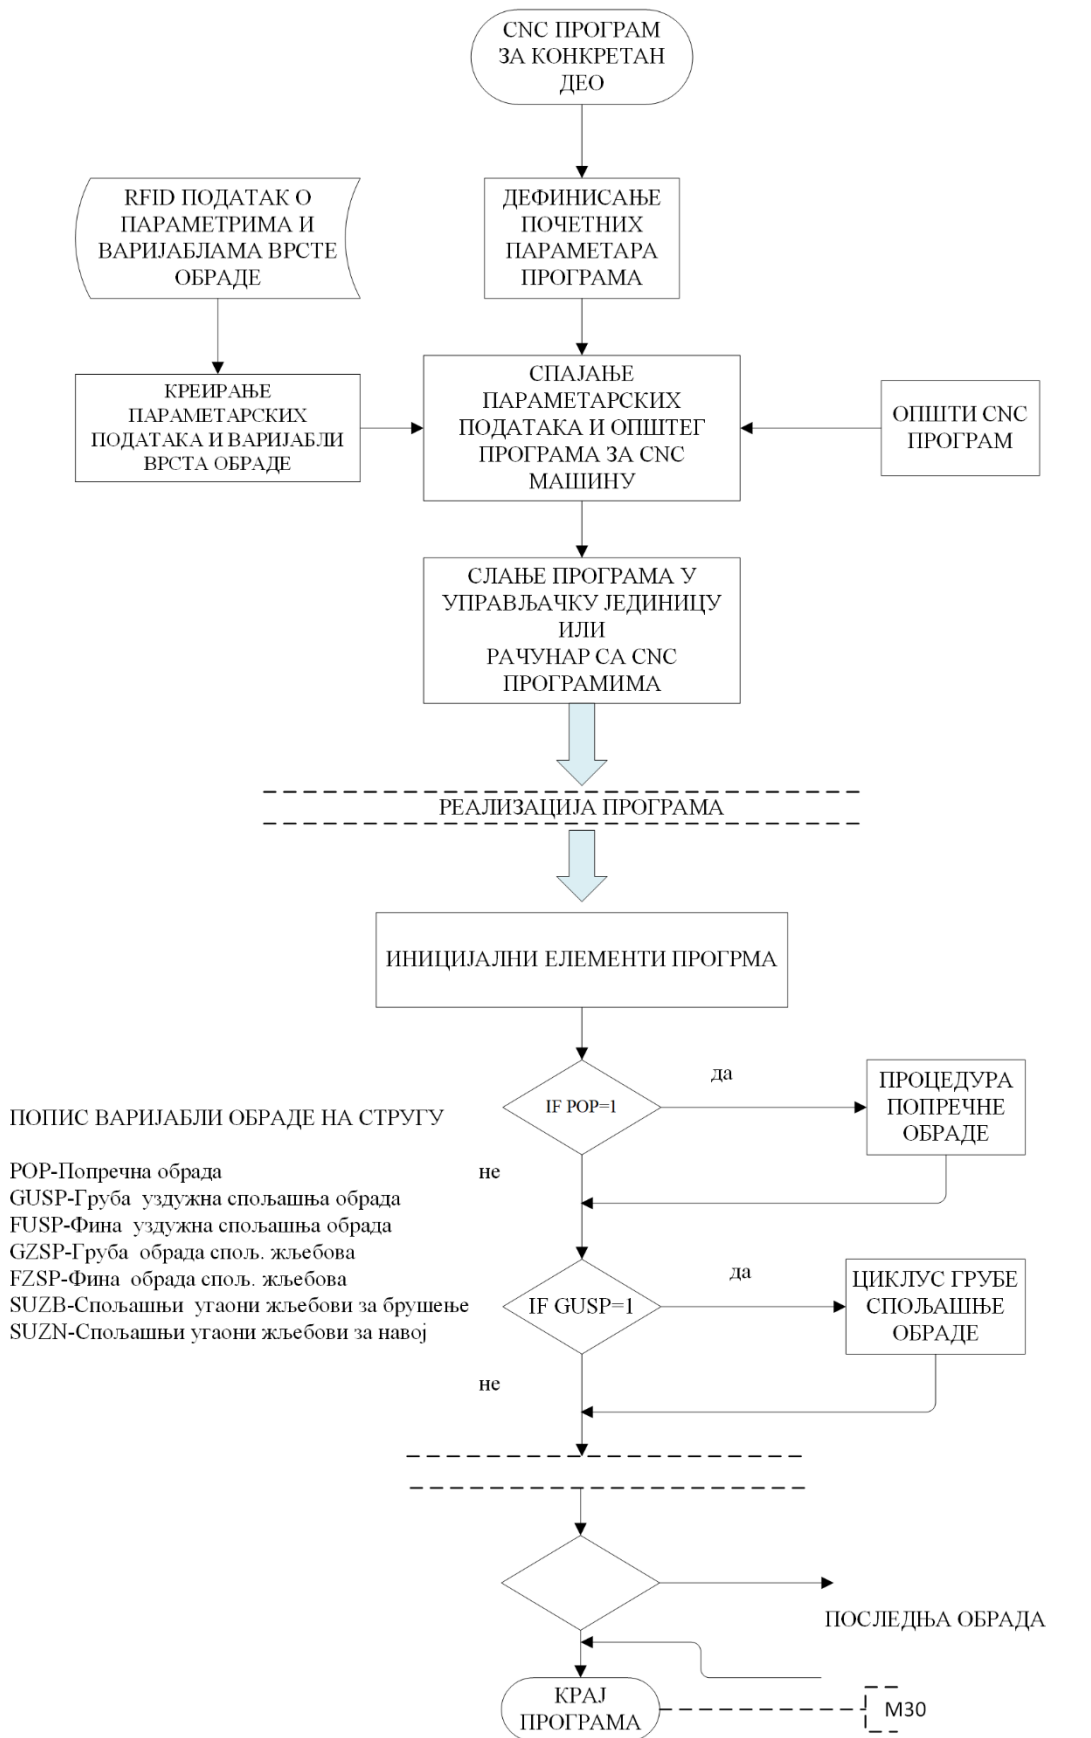 CNC ПРОГРАМ
ЗА КОНКРЕТАН
ДЕО
RFID ПОДАТАК О
ПАРАМЕТРИМА И
ВАРИЈАБЛАМА ВРСТЕ
ОБРАДЕ
ДЕФИНИСАЊЕ
ПОЧЕТНИХ
ПАРАМЕТАРА
ПРОГРАМА
КРЕИРАЊЕ
ПАРАМЕТАРСКИХ
ПОДАТАКА И ВАРИЈАБЛИ
ВРСТА ОБРАДЕ
СПАЈАЊЕ
ПАРАМЕТАРСКИХ
ПОДАТАКА И ОПШТЕГ
ПРОГРАМА ЗА CNC
МАШИНУ
ОПШТИ CNC
ПРОГРАМ
СЛАЊЕ ПРОГРАМА У
УПРАВЉАЧКУ ЈЕДИНИЦУ
ИЛИ
РАЧУНАР СА CNC
ПРОГРАМИМА
РЕАЛИЗАЦИЈА ПРОГРАМА
ИНИЦИЈАЛНИ ЕЛЕМЕНТИ ПРОГРМА
IF POP=1
да
ПРОЦЕДУРА
ПОПРЕЧНЕ
ОБРАДЕ
не
ПОПИС ВАРИЈАБЛИ ОБРАДЕ НА СТРУГУ
POP-Попречна обрада
GUSP-Груба уздужна спољашња обрада
FUSP-Фина уздужна спољашња обрада
GZSP-Груба обрада спољ. жљебова
FZSP-Фина обрада спољ. жљебова
SUZB-Спољашњи угаони жљебови за брушење
SUZN-Спољашњи угаони жљебови за навој
IF GUSP=1
да
ЦИКЛУС ГРУБЕ
СПОЉАШЊЕ
ОБРАДЕ
не
ПОСЛЕДЊА ОБРАДА
КРАЈ
ПРОГРАМА
M30